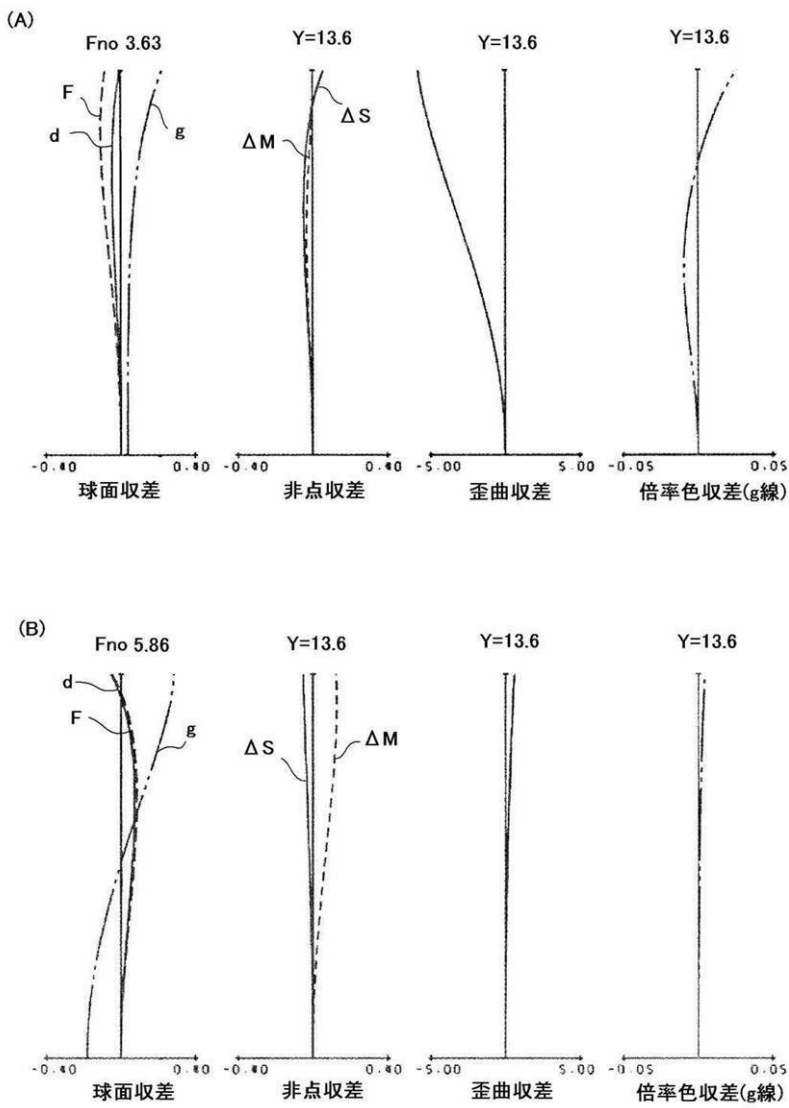 (A)
Fno 3.63 Y=13.6 Y=13.6 Y=13.6
F
d
g
ΔM
ΔS
-0.40 0.40 -0.40 0.40 -5.00 5.00 -0.05 0.05
球面収差 非点収差 歪曲収差 倍率色収差(g線)
(B)
Fno 5.86 Y=13.6 Y=13.6 Y=13.6
d
F
g
ΔS
ΔM
-0.40 0.40 -0.40 0.40 -5.00 5.00 -0.05 0.05
球面収差 非点収差 歪曲収差 倍率色収差(g線)